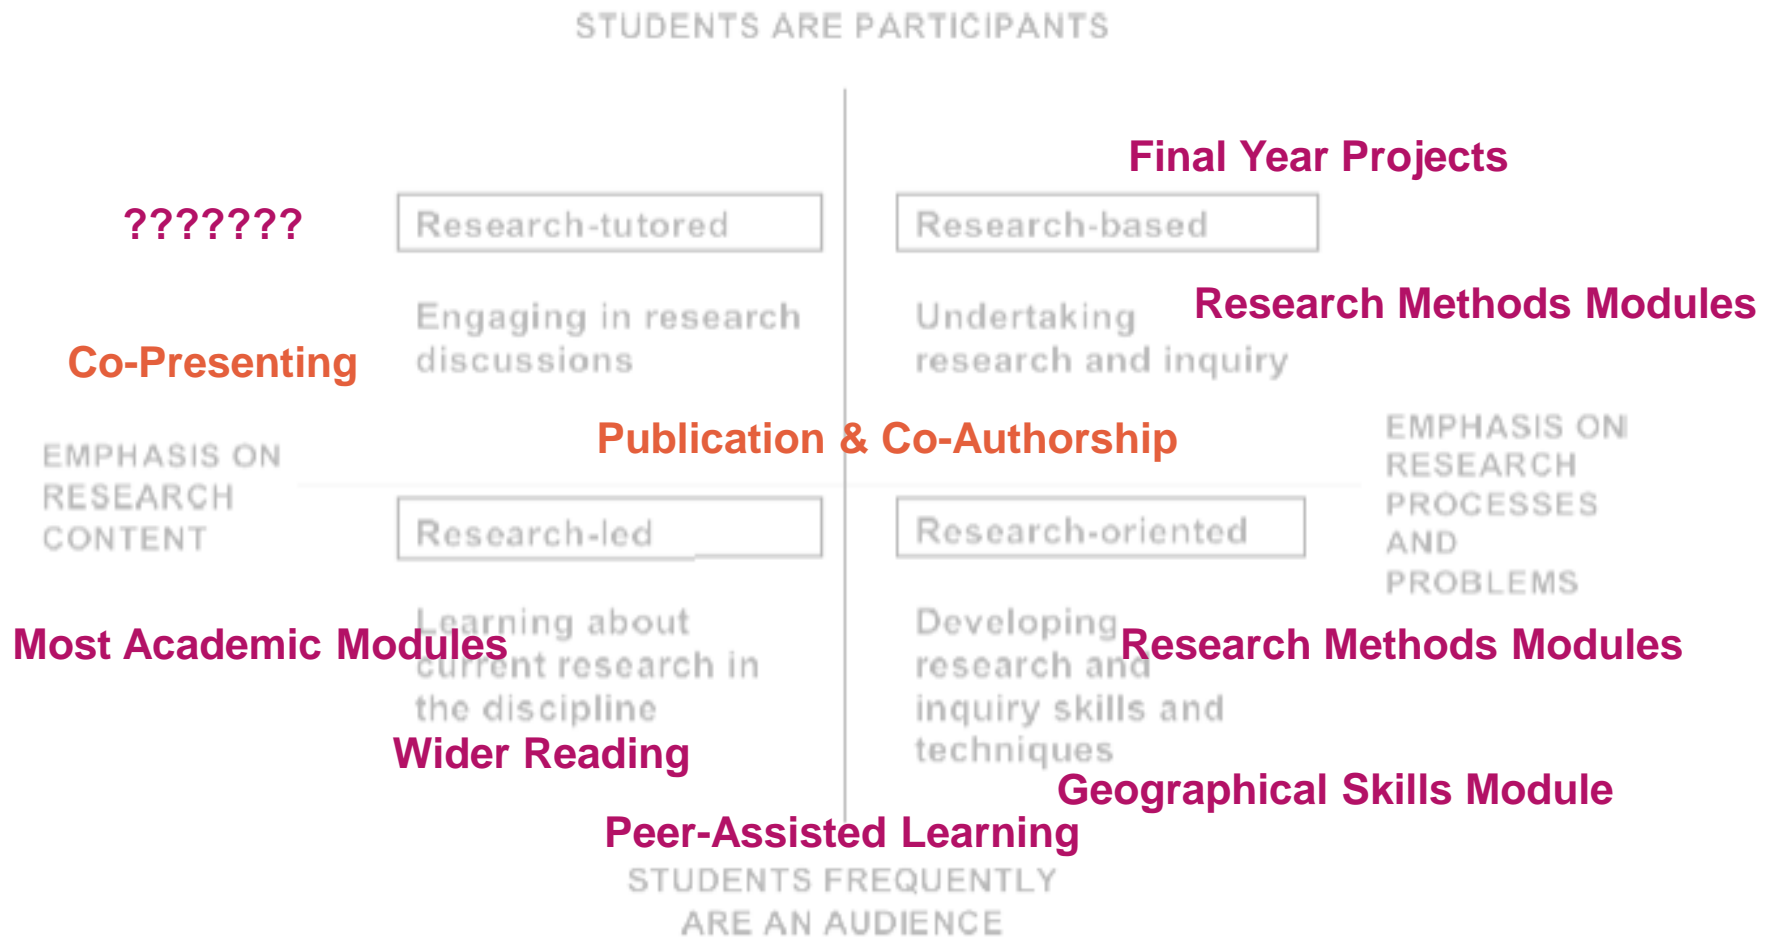 STUDENTS ARE PARTICIPANTS
Final Year Projects
???????
Research-tutored
Research-based
Engaging in research
discussions
Undertaking
research and inquiry
Research Methods Modules
Co-Presenting
Publication & Co-Authorship
EMPHASIS ON
RESEARCH
CONTENT
EMPHASIS ON
RESEARCH
PROCESSES
AND
PROBLEMS
Research-led
Research-oriented
Most Academic Modules
Learning about
current research in
the discipline
Developing
research and
inquiry skills and
techniques
Research Methods Modules
Wider Reading
Geographical Skills Module
Peer-Assisted Learning
STUDENTS FREQUENTLY
ARE AN AUDIENCE